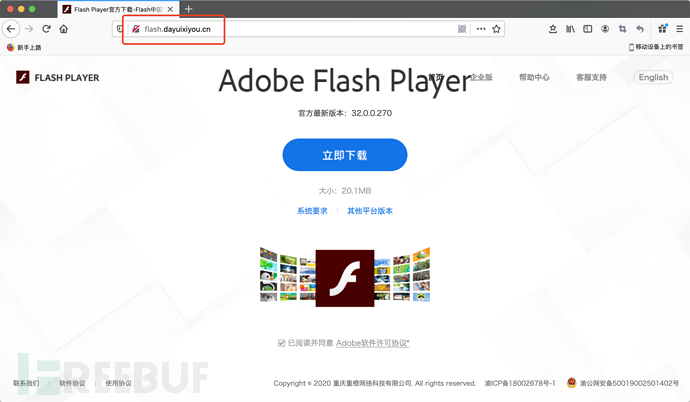 Flash Player官方下载-Flash中国
flash.dayuixiyou.cn
新手上路
移动设备上的书签
FLASH PLAYER
首页
企业版
帮助中心
客服支持
English
Adobe Flash Player
官方最新版本：32.0.0.270
立即下载
大小：20.1MB
系统要求 | 其他平台版本
已阅读并同意 Adobe软件许可协议*
联系我们 | 软件协议 | 使用协议
Copyright © 2020 重庆重橙网络科技有限公司. All rights reserved. 渝ICP备18002678号-1 渝公网安备50019002501402号
FREEBUF